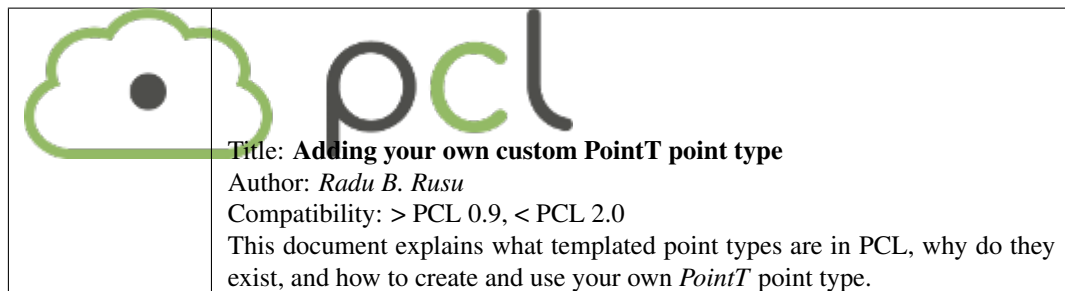 pcl
Title: Adding your own custom PointT point type
Author: Radu B. Rusu
Compatibility: > PCL 0.9, < PCL 2.0
This document explains what templated point types are in PCL, why do they
exist, and how to create and use your own PointT point type.